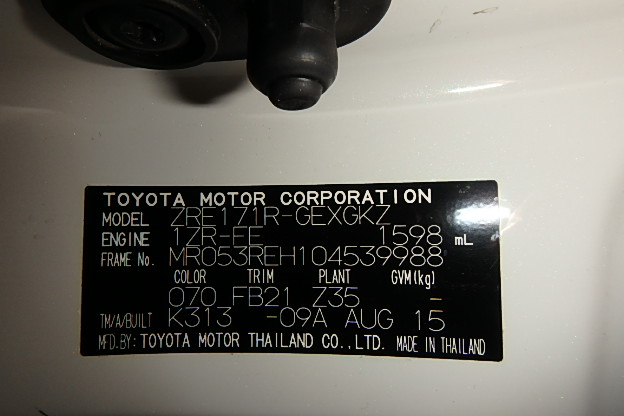 TOYOTA MOTOR CORPORATION
MODEL ZRE171R-GEXGKZ
ENGINE 1ZR-FE 1598 mL
FRAME No. MR053REH104539988
COLOR TRIM PLANT GVM(kg)
070 FB21 Z35 -
TM/A/BUILT K313 -09A AUG 15
MFD.BY: TOYOTA MOTOR THAILAND CO.,LTD. MADE IN THAILAND